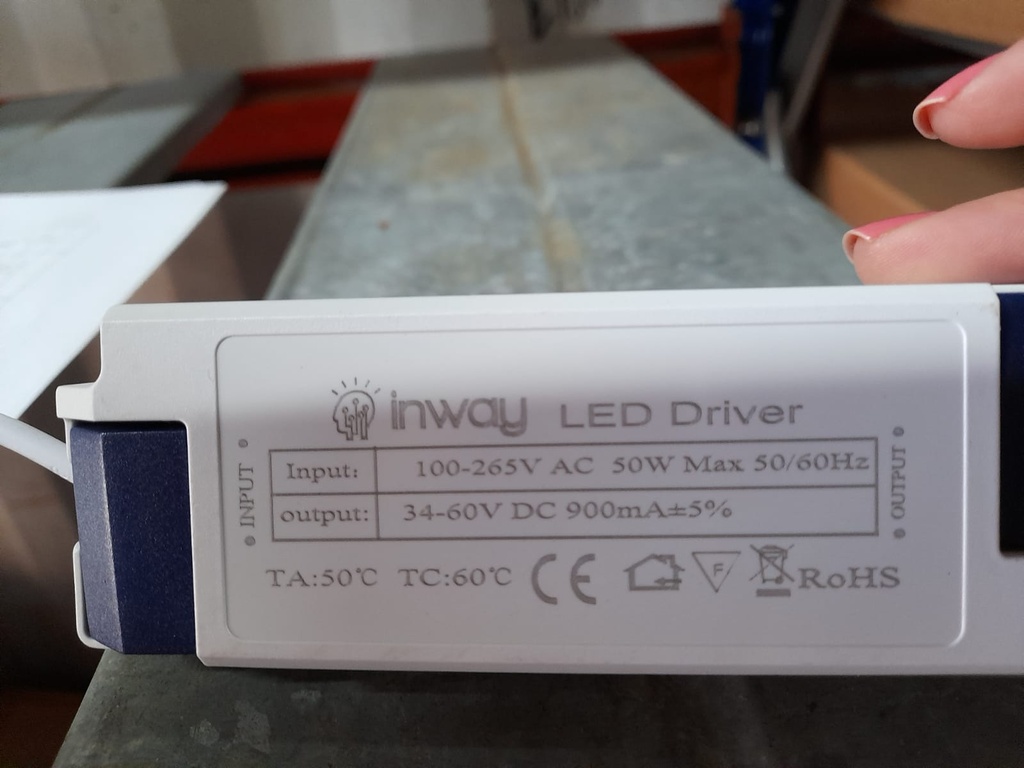 inway LED Driver
INPUT
Input: 100-265V AC 50W Max 50/60Hz
output: 34-60V DC 900mA±5%
OUTPUT
TA:50℃ TC:60℃ CE F RoHS